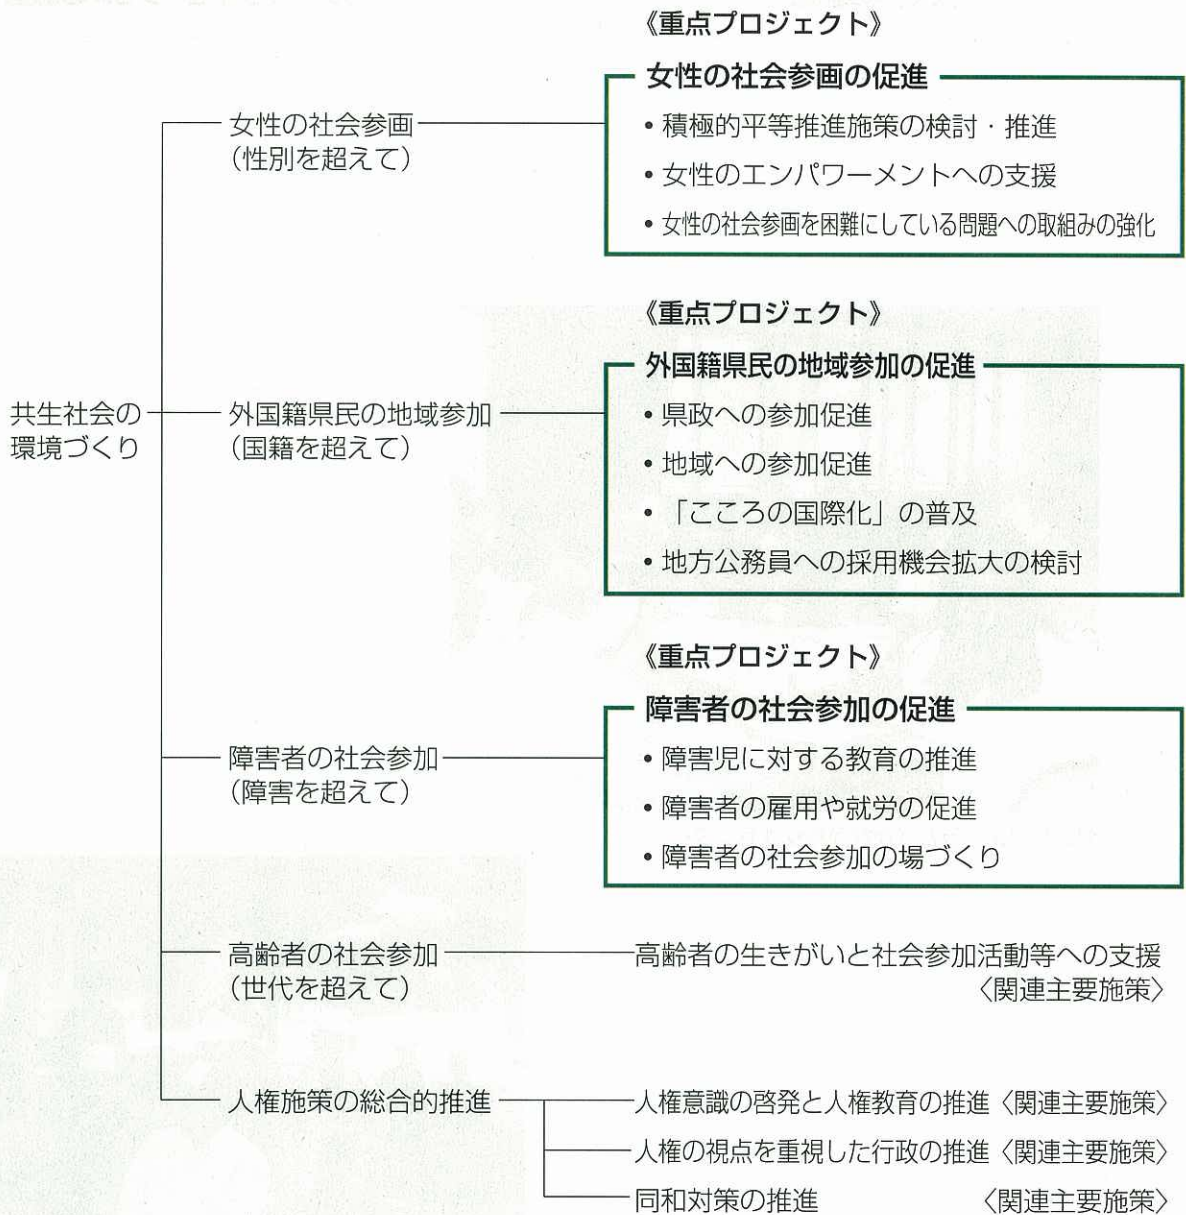 《重点プロジェクト》
女性の社会参画の促進
女性の社会参画
(性別を超えて)
• 積極的平等推進施策の検討・推進
• 女性のエンパワーメントへの支援
• 女性の社会参画を困難にしている問題への取組みの強化
《重点プロジェクト》
外国籍県民の地域参加の促進
共生社会の
環境づくり
外国籍県民の地域参加
(国籍を超えて)
• 県政への参加促進
• 地域への参加促進
• 「こころの国際化」の普及
• 地方公務員への採用機会拡大の検討
《重点プロジェクト》
障害者の社会参加の促進
障害者の社会参加
(障害を超えて)
• 障害児に対する教育の推進
• 障害者の雇用や就労の促進
• 障害者の社会参加の場づくり
高齢者の社会参加
(世代を超えて)
高齢者の生きがいと社会参加活動等への支援
〈関連主要施策〉
人権施策の総合的推進
人権意識の啓発と人権教育の推進〈関連主要施策〉
人権の視点を重視した行政の推進〈関連主要施策〉
同和対策の推進 〈関連主要施策〉